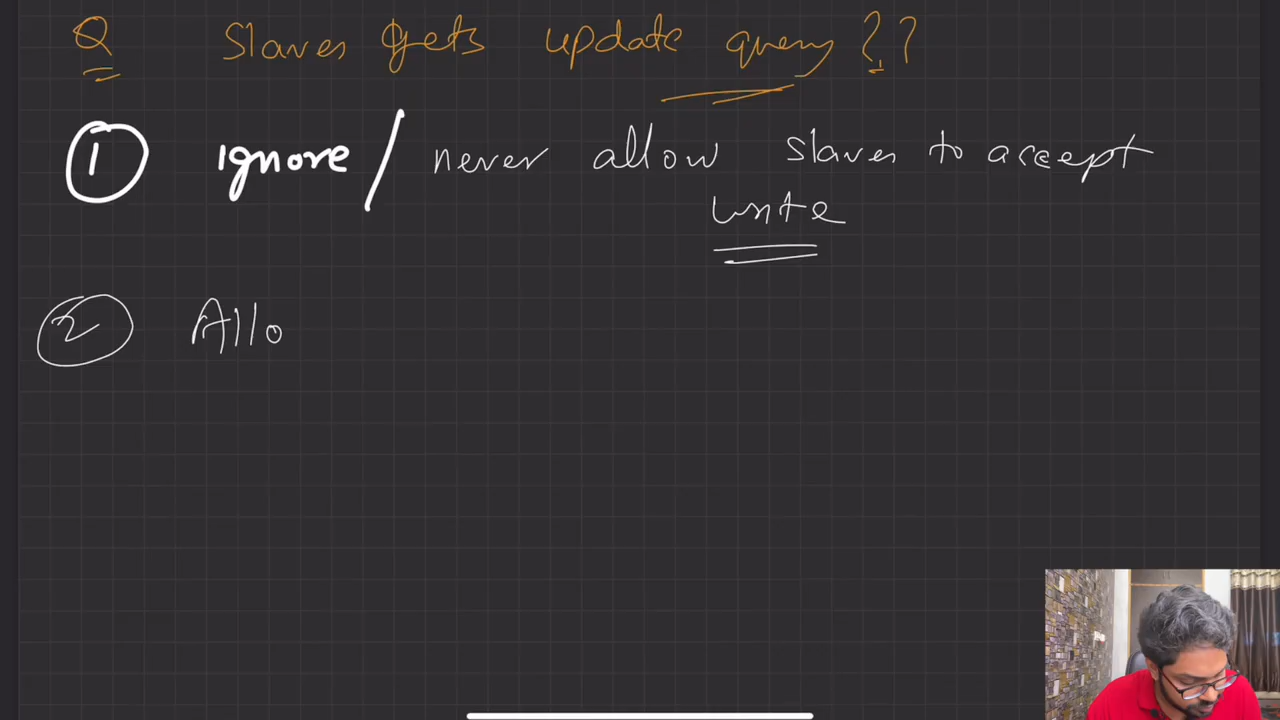 Q Slaves gets update query ??
1 ignore / never allow slaves to accept
write
2 Allo